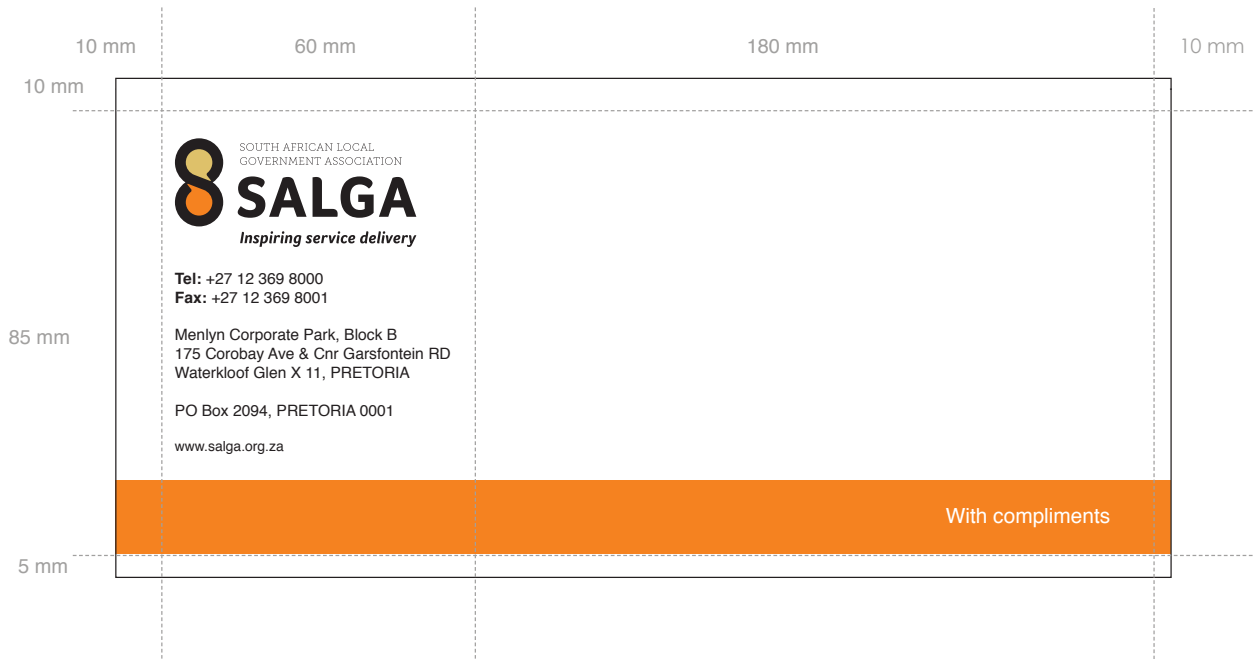 10 mm
60 mm
180 mm
10 mm
10 mm
SOUTH AFRICAN LOCAL
GOVERNMENT ASSOCIATION
SALGA
Inspiring service delivery
Tel: +27 12 369 8000
Fax: +27 12 369 8001
85 mm
Menlyn Corporate Park, Block B
175 Corobay Ave & Cnr Garsfontein RD
Waterkloof Glen X 11, PRETORIA
PO Box 2094, PRETORIA 0001
www.salga.org.za
With compliments
5 mm